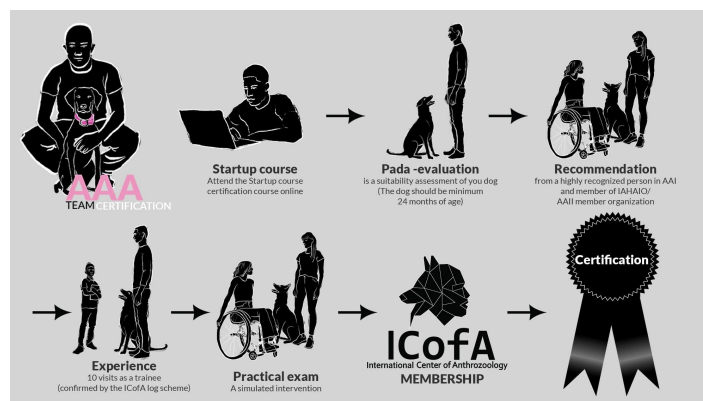 AAA
TEAM CERTIFICATION
Startup course
Attend the Startup course
certification course online
Pada -evaluation
is a suitability assessment of you dog
(The dog should be minimum
24 months of age)
Recommendation
from a highly recognized person in AAI
and member of IAHAIO/
AAII member organization
Experience
10 visits as a trainee
(confirmed by the ICofA log scheme)
Practical exam
A simulated intervention
ICofA
International Center of Anthrozoology
MEMBERSHIP
Certification